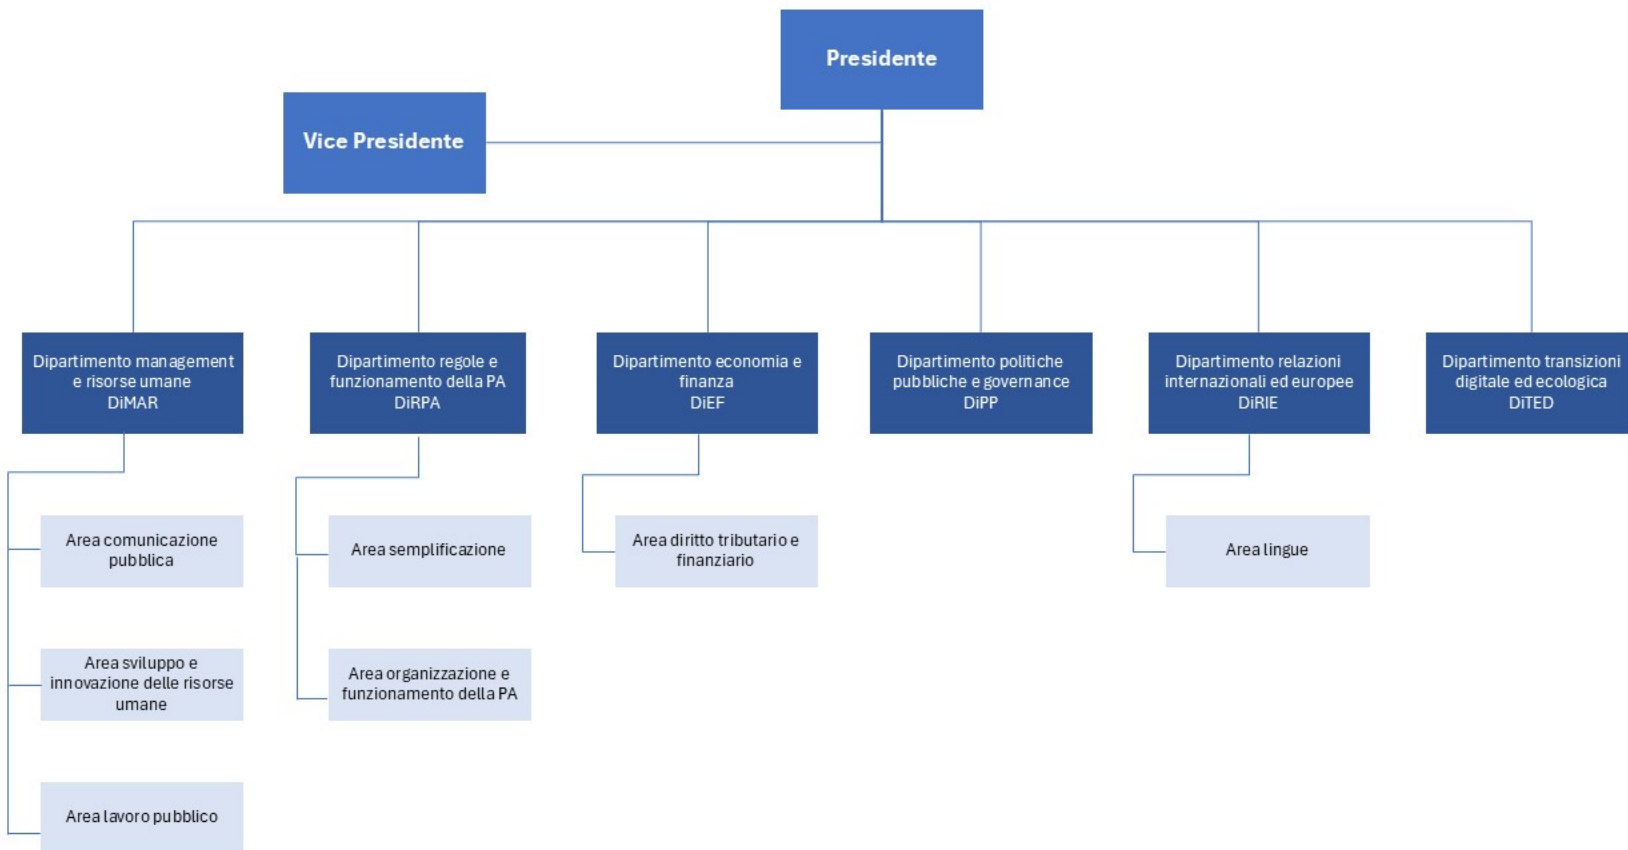 Presidente
Vice Presidente
Dipartimento management
e risorse umane
DiMAR
Dipartimento regole e
funzionamento della PA
DiRPA
Dipartimento economia e
finanza
DiEF
Dipartimento politiche
pubbliche e governance
DiPP
Dipartimento relazioni
internazionali ed europee
DiRIE
Dipartimento transizioni
digitale ed ecologica
DiTED
Area comunicazione
pubblica
Area semplificazione
Area diritto tributario e
finanziario
Area lingue
Area sviluppo e
innovazione delle risorse
umane
Area organizzazione e
funzionamento della PA
Area lavoro pubblico